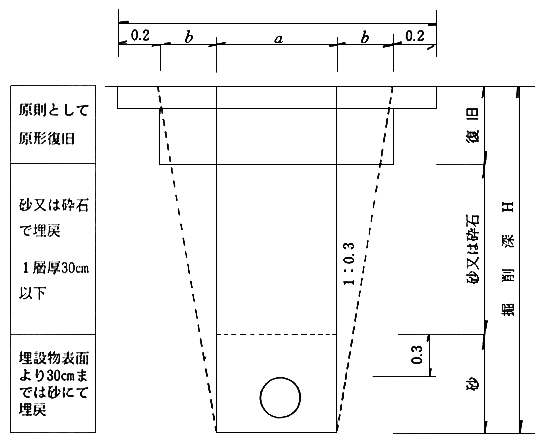 0.2 b a b 0.2
原則として
原形復旧
復旧
砂又は砕石
で埋戻
1層厚30cm
以下
1：0.3
砂又は砕石
掘削深H
埋設物表面
より30cmま
では砂にて
埋戻
0.3
砂